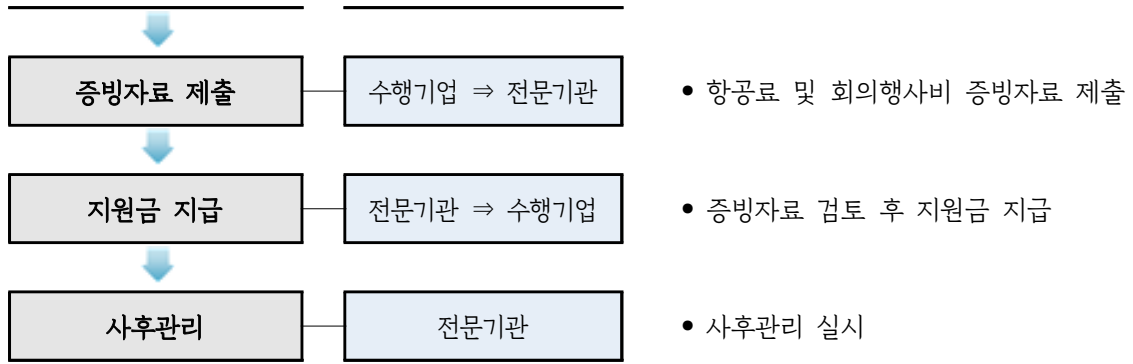 증빙자료 제출 수행기업 ⇒ 전문기관 • 항공료 및 회의행사비 증빙자료 제출
지원금 지급 전문기관 ⇒ 수행기업 • 증빙자료 검토 후 지원금 지급
사후관리 전문기관 • 사후관리 실시